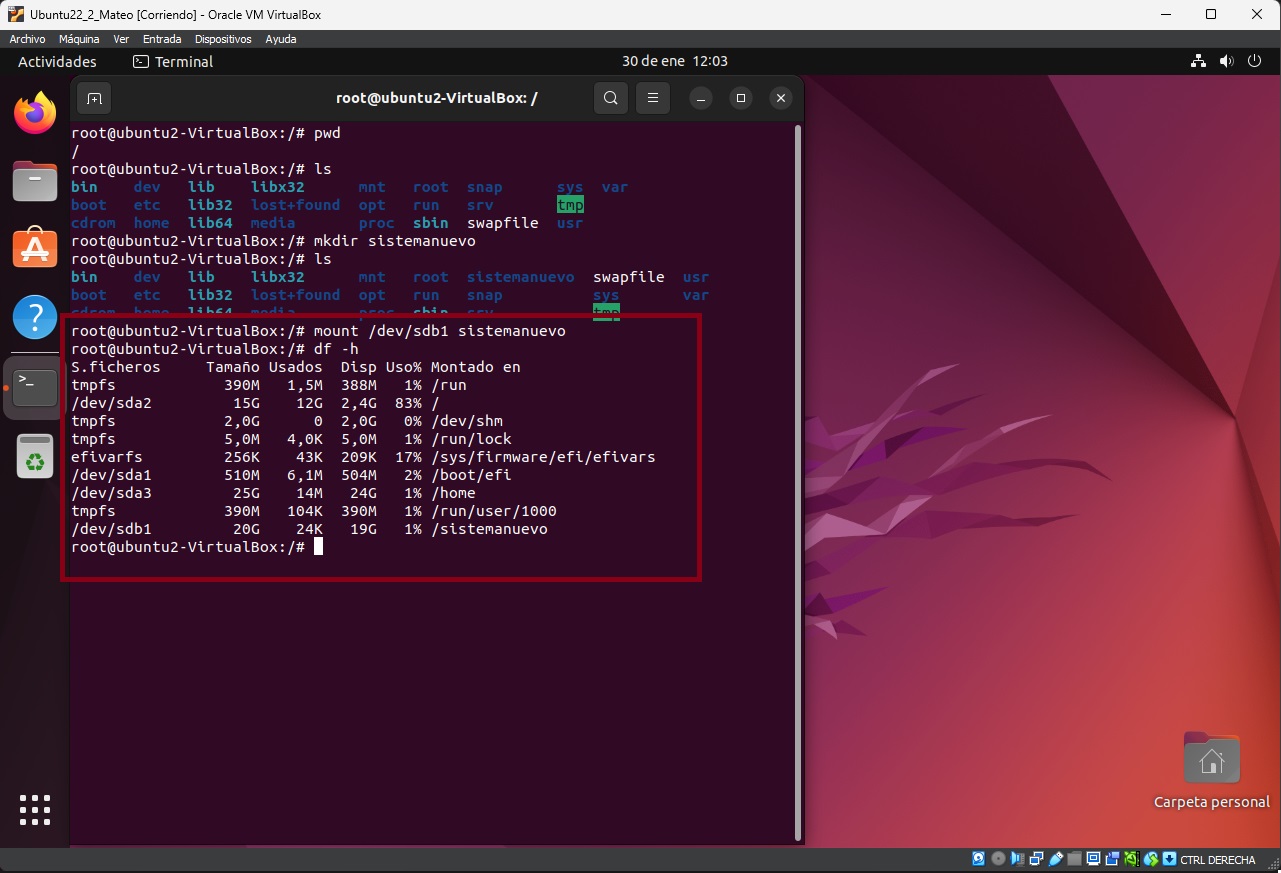 Ubuntu22_2_Mateo [Corriendo] - Oracle VM VirtualBox
Archivo Máquina Ver Entrada Dispositivos Ayuda
Actividades Terminal 30 de ene 12:03
root@ubuntu2-VirtualBox: /
root@ubuntu2-VirtualBox:/# pwd
/
root@ubuntu2-VirtualBox:/# ls
bin dev lib libx32 mnt root snap sys var
boot etc lib32 lost+found opt run srv tmp
cdrom home lib64 media proc sbin swapfile usr
root@ubuntu2-VirtualBox:/# mkdir sistemanuevo
root@ubuntu2-VirtualBox:/# ls
bin dev lib libx32 mnt root sistemanuevo swapfile usr
boot etc lib32 lost+found opt run snap sys var
cdrom home lib64 media proc sbin srv tmp
root@ubuntu2-VirtualBox:/# mount /dev/sdb1 sistemanuevo
root@ubuntu2-VirtualBox:/# df -h
S.ficheros Tamaño Usados Disp Uso% Montado en
tmpfs 390M 1,5M 388M 1% /run
/dev/sda2 15G 12G 2,4G 83% /
tmpfs 2,0G 0 2,0G 0% /dev/shm
tmpfs 5,0M 4,0K 5,0M 1% /run/lock
efivarfs 256K 43K 209K 17% /sys/firmware/efi/efivars
/dev/sda1 510M 6,1M 504M 2% /boot/efi
/dev/sda3 25G 14M 24G 1% /home
tmpfs 390M 104K 390M 1% /run/user/1000
/dev/sdb1 20G 24K 19G 1% /sistemanuevo
root@ubuntu2-VirtualBox:/#
Carpeta personal
CTRL DERECHA